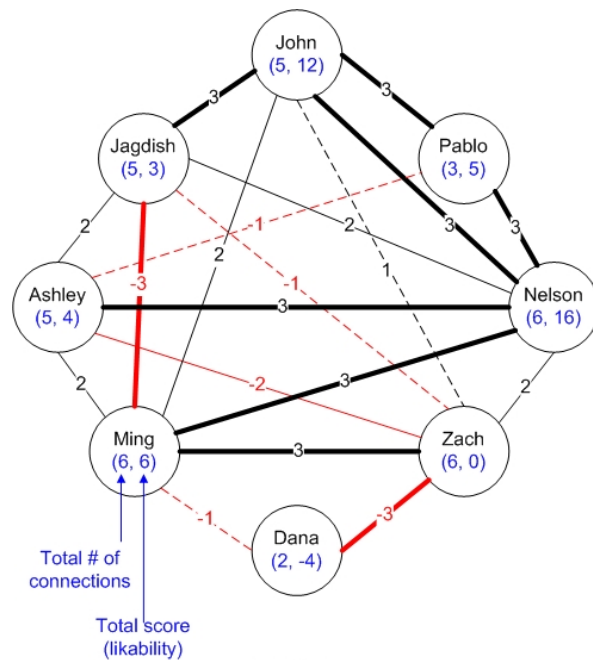 John
(5, 12)
3
3
Jagdish
(5, 3)
Pablo
(3, 5)
-1
2
2
3
3
2
-1
1
-3
Ashley
(5, 4)
3
Nelson
(6, 16)
2
-2
3
2
Ming
(6, 6)
3
Zach
(6, 0)
-1
-3
Dana
(2, -4)
Total # of
connections
Total score
(likability)